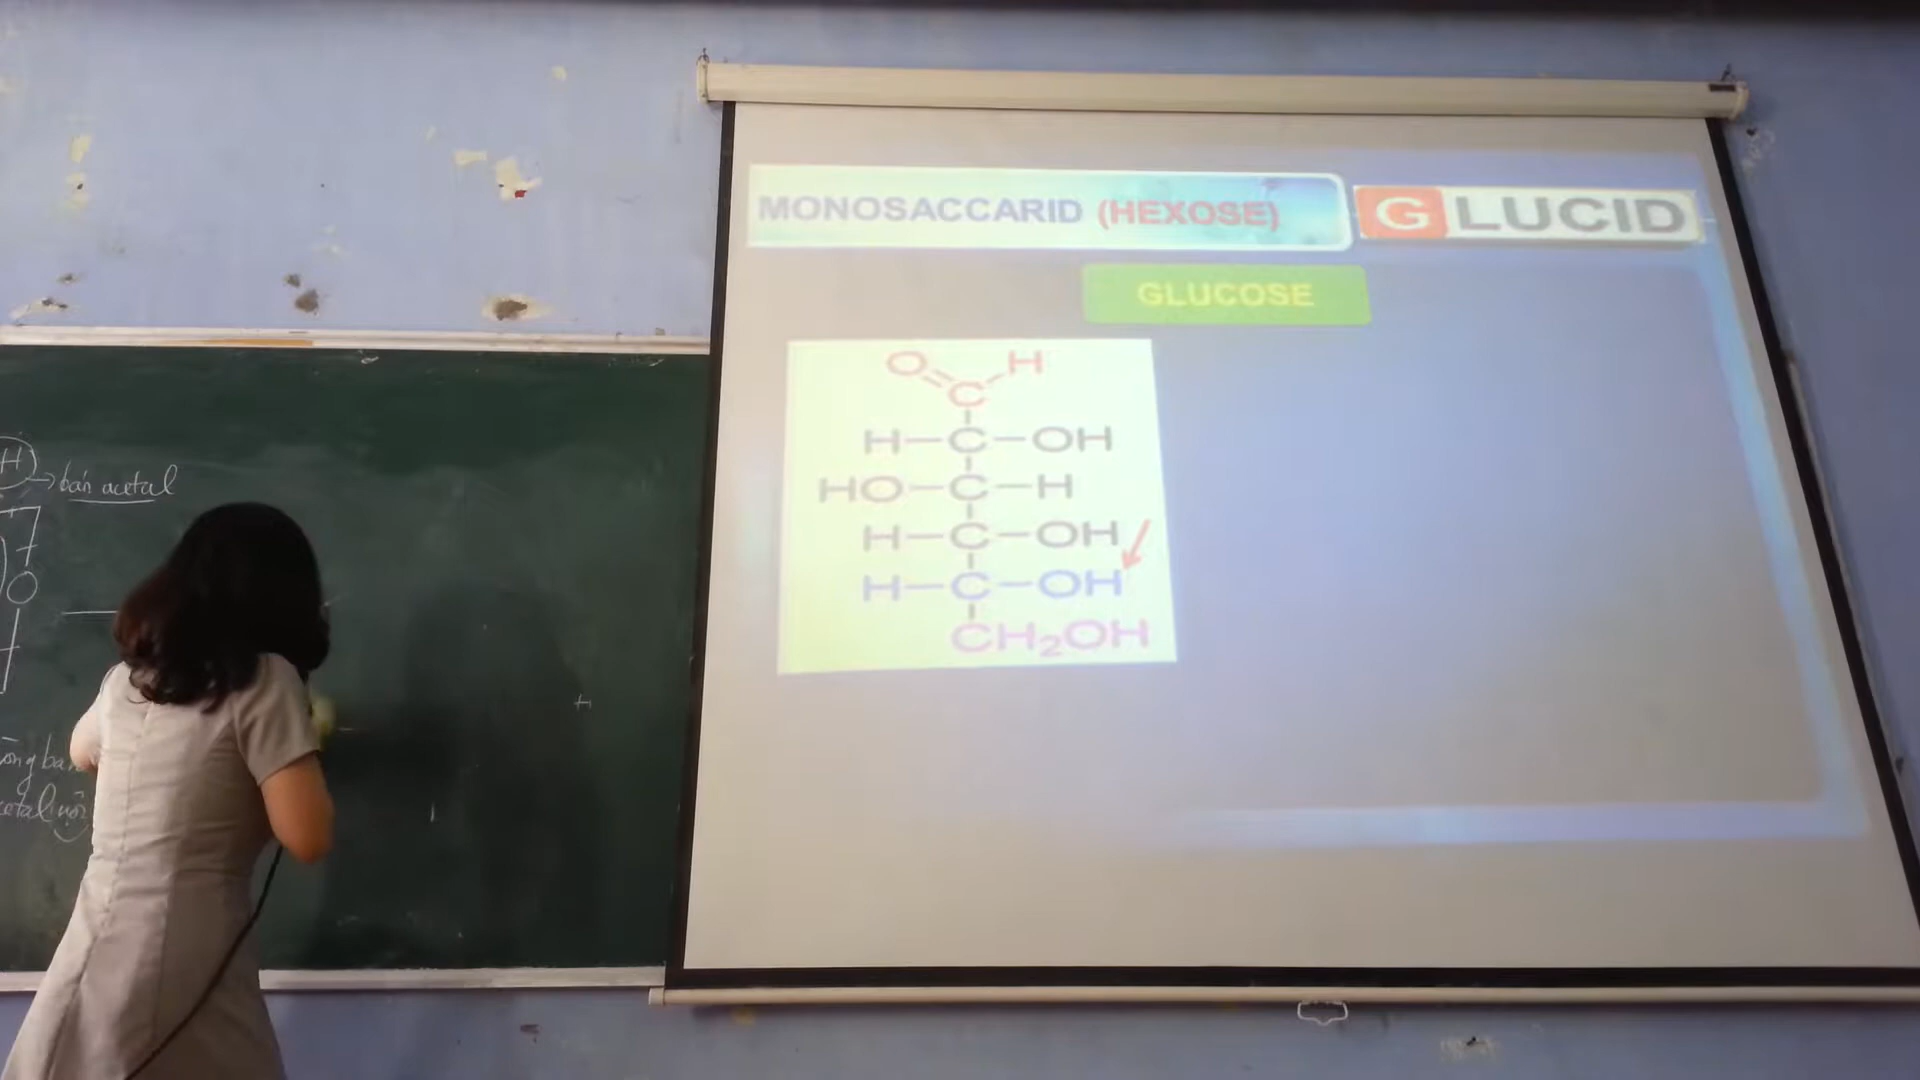 MONOSACCARID (HEXOSE)
GLUCID
GLUCOSE
O H
C
H—C—OH
HO—C—H
H—C—OH
H—C—OH
CH₂OH
H → bán acetal
O